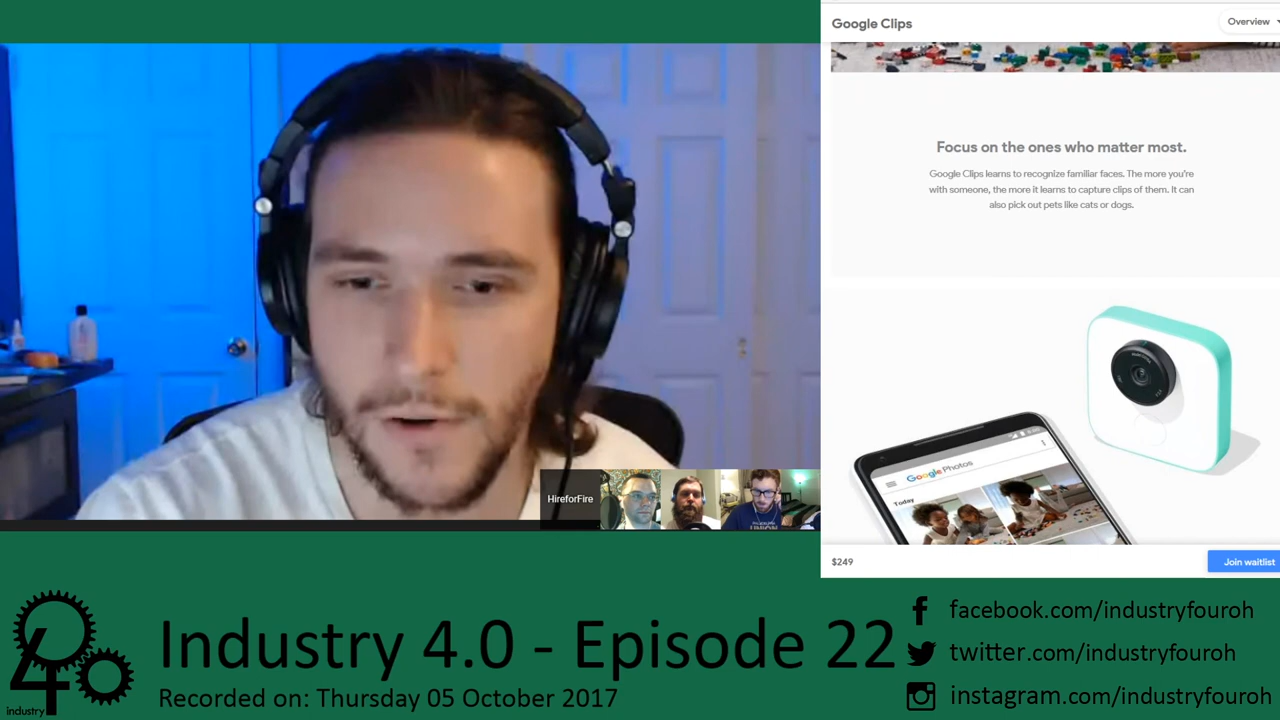 Google Clips
Overview
Focus on the ones who matter most.
Google Clips learns to recognize familiar faces. The more you're
with someone, the more it learns to capture clips of them. It can
also pick out pets like cats or dogs.
Google Photos
Today
HireforFire
UNION
$249
Join waitlist
40
industry
Industry 4.0 - Episode 22
Recorded on: Thursday 05 October 2017
facebook.com/industryfouroh
twitter.com/industryfouroh
instagram.com/industryfouroh